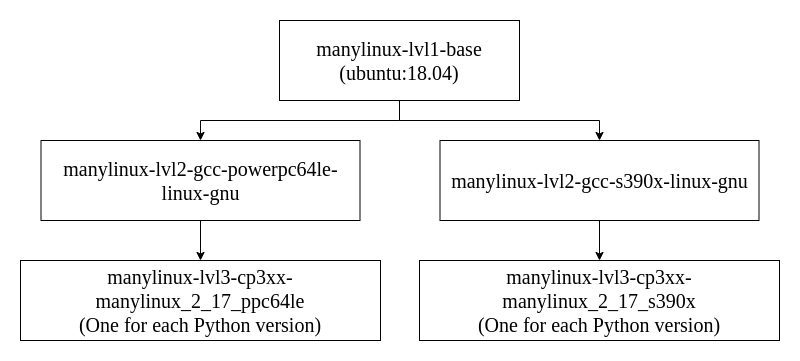 manylinux-lvl1-base
(ubuntu:18.04)
manylinux-lvl2-gcc-powerpc64le-
linux-gnu
manylinux-lvl2-gcc-s390x-linux-gnu
manylinux-lvl3-cp3xx-
manylinux_2_17_ppc64le
(One for each Python version)
manylinux-lvl3-cp3xx-
manylinux_2_17_s390x
(One for each Python version)